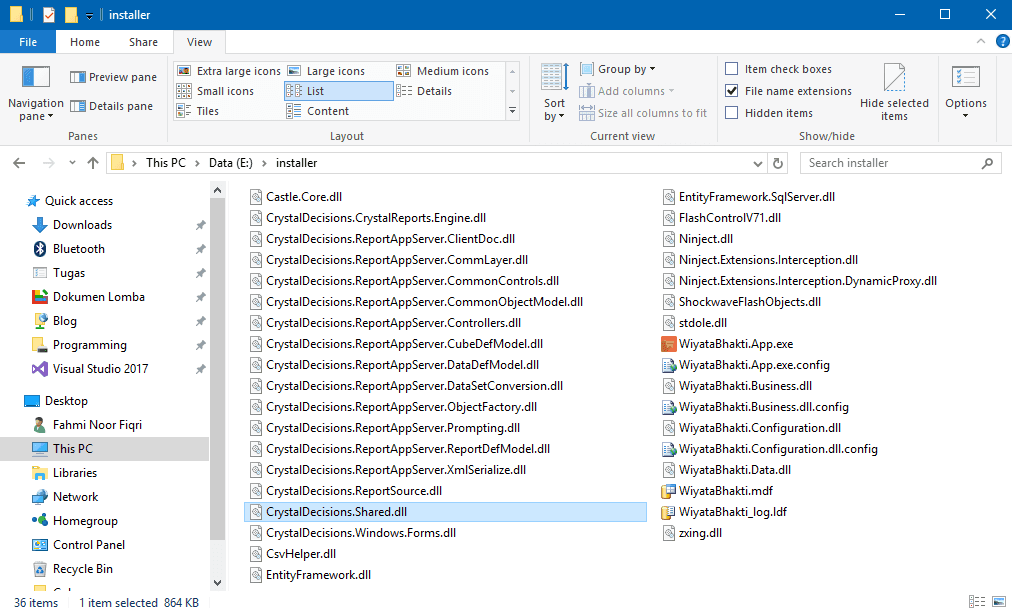 installer
File Home Share View
Navigation pane
Preview pane
Details pane
Panes
Extra large icons Large icons Medium icons
Small icons List Details
Tiles Content
Layout
Sort by
Group by
Add columns
Size all columns to fit
Current view
Item check boxes
File name extensions
Hidden items
Hide selected items
Show/hide
Options
This PC Data (E:) installer
Search installer
Quick access
Downloads
Bluetooth
Tugas
Dokumen Lomba
Blog
Programming
Visual Studio 2017
Desktop
Fahmi Noor Fiqri
This PC
Libraries
Network
Homegroup
Control Panel
Recycle Bin
Castle.Core.dll
CrystalDecisions.CrystalReports.Engine.dll
CrystalDecisions.ReportAppServer.ClientDoc.dll
CrystalDecisions.ReportAppServer.CommLayer.dll
CrystalDecisions.ReportAppServer.CommonControls.dll
CrystalDecisions.ReportAppServer.CommonObjectModel.dll
CrystalDecisions.ReportAppServer.Controllers.dll
CrystalDecisions.ReportAppServer.CubeDefModel.dll
CrystalDecisions.ReportAppServer.DataDefModel.dll
CrystalDecisions.ReportAppServer.DataSetConversion.dll
CrystalDecisions.ReportAppServer.ObjectFactory.dll
CrystalDecisions.ReportAppServer.Prompting.dll
CrystalDecisions.ReportAppServer.ReportDefModel.dll
CrystalDecisions.ReportAppServer.XmlSerialize.dll
CrystalDecisions.ReportSource.dll
CrystalDecisions.Shared.dll
CrystalDecisions.Windows.Forms.dll
CsvHelper.dll
EntityFramework.dll
EntityFramework.SqlServer.dll
FlashControlV71.dll
Ninject.dll
Ninject.Extensions.Interception.dll
Ninject.Extensions.Interception.DynamicProxy.dll
ShockwaveFlashObjects.dll
stdole.dll
WiyataBhakti.App.exe
WiyataBhakti.App.exe.config
WiyataBhakti.Business.dll
WiyataBhakti.Business.dll.config
WiyataBhakti.Configuration.dll
WiyataBhakti.Configuration.dll.config
WiyataBhakti.Data.dll
WiyataBhakti.mdf
WiyataBhakti_log.ldf
zxing.dll
36 items 1 item selected 864 KB